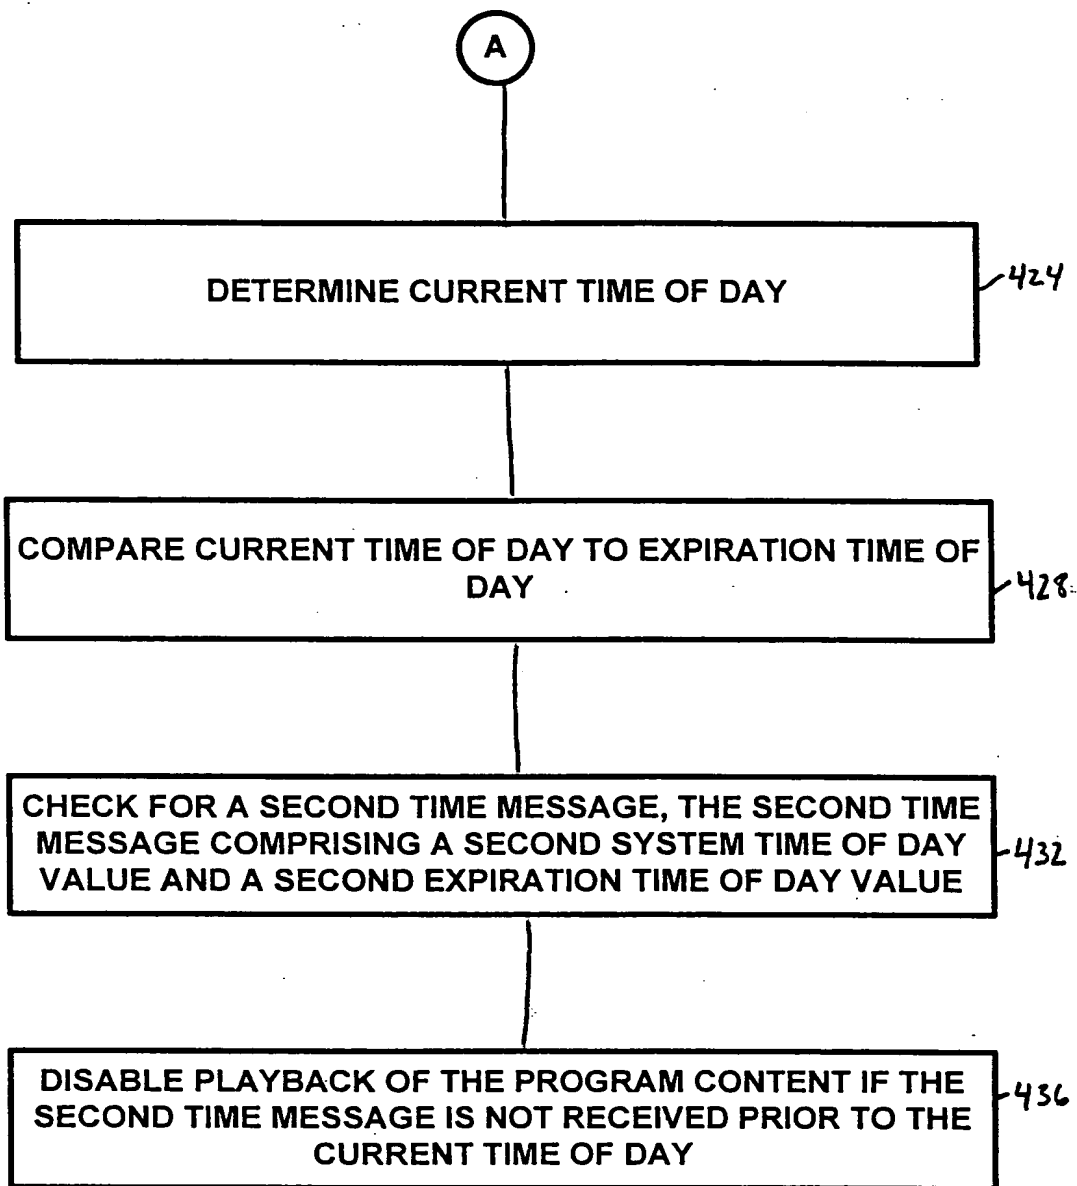 A
DETERMINE CURRENT TIME OF DAY
424
COMPARE CURRENT TIME OF DAY TO EXPIRATION TIME OF
DAY
428
CHECK FOR A SECOND TIME MESSAGE, THE SECOND TIME
MESSAGE COMPRISING A SECOND SYSTEM TIME OF DAY
VALUE AND A SECOND EXPIRATION TIME OF DAY VALUE
432
DISABLE PLAYBACK OF THE PROGRAM CONTENT IF THE
SECOND TIME MESSAGE IS NOT RECEIVED PRIOR TO THE
CURRENT TIME OF DAY
436